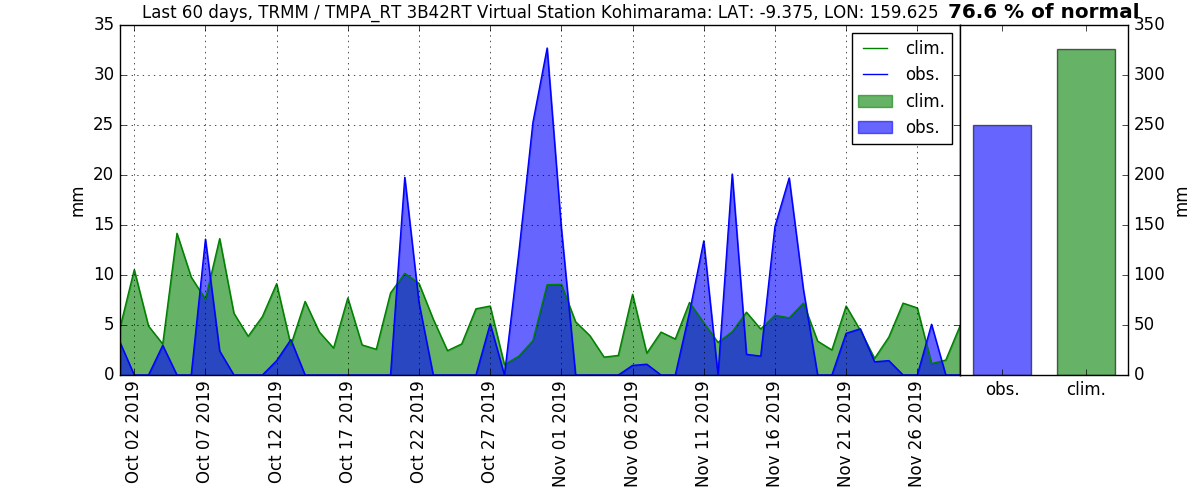 Last 60 days, TRMM / TMPA_RT 3B42RT Virtual Station Kohimarama: LAT: -9.375, LON: 159.625
76.6 % of normal
35
30
25
20
15
10
5
0
mm
clim.
obs.
clim.
obs.
Oct 02 2019
Oct 07 2019
Oct 12 2019
Oct 17 2019
Oct 22 2019
Oct 27 2019
Nov 01 2019
Nov 06 2019
Nov 11 2019
Nov 16 2019
Nov 21 2019
Nov 26 2019
350
300
250
200
150
100
50
0
mm
obs.
clim.